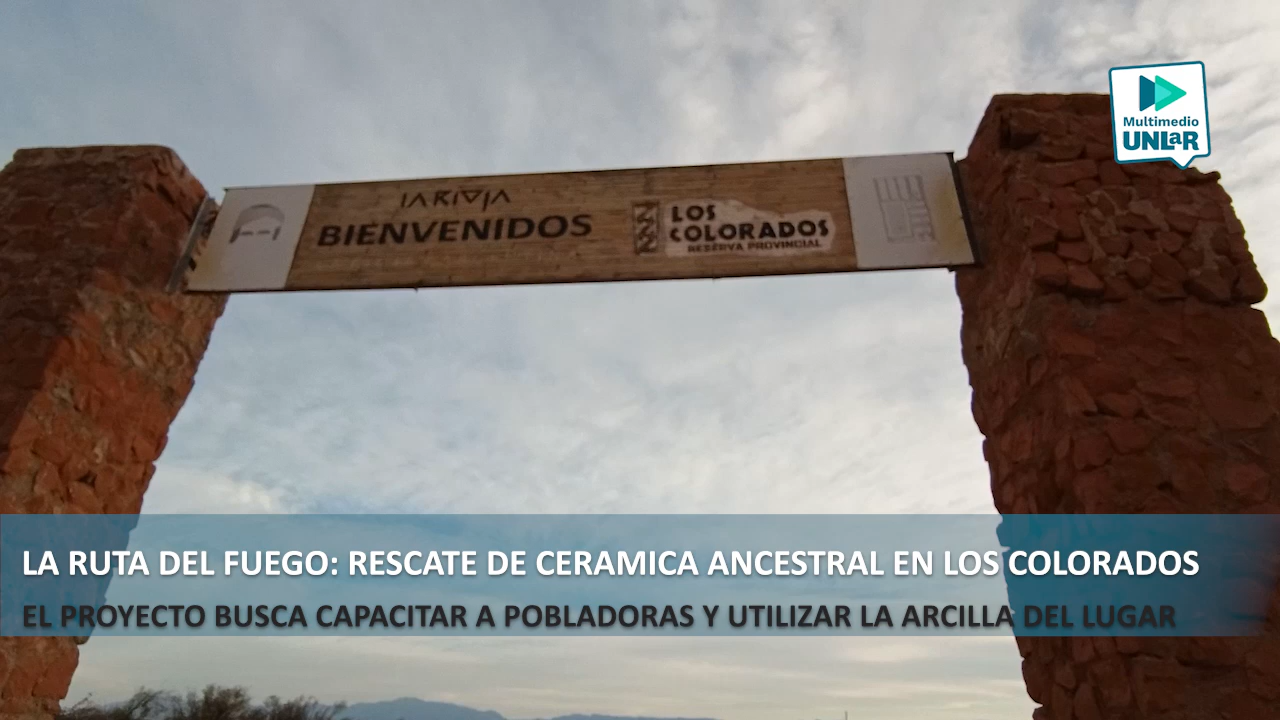 Multimedio
UNLaR
LA RIOJA
BIENVENIDOS
LOS
COLORADOS
RESERVA PROVINCIAL
LA RUTA DEL FUEGO: RESCATE DE CERAMICA ANCESTRAL EN LOS COLORADOS
EL PROYECTO BUSCA CAPACITAR A POBLADORAS Y UTILIZAR LA ARCILLA DEL LUGAR